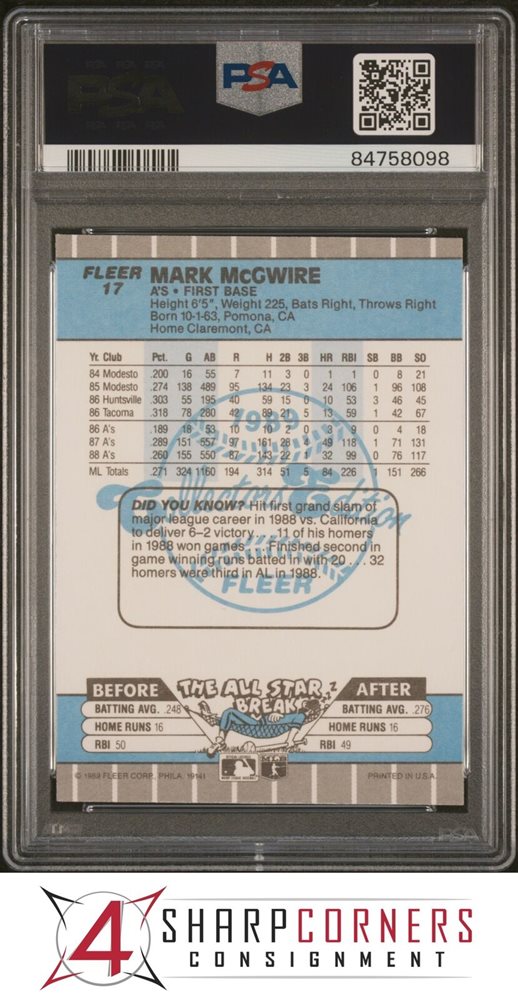 PSA
PSA
84758098
FLEER
17
MARK McGWIRE
A'S • FIRST BASE
Height 6'5", Weight 225, Bats Right, Throws Right
Born 10-1-63, Pomona, CA
Home Claremont, CA
Yr. Club Pct. G AB R H 2B 3B HR RBI SB BB SO
84 Modesto .200 16 55 7 11 3 0 1 1 0 8 21
85 Modesto .274 138 489 95 134 23 3 24 106 1 96 108
86 Huntsville .303 55 195 40 59 15 0 10 53 3 46 45
86 Tacoma .318 78 280 42 89 5 13 59 1 42 67
86 A's .189 18 53 10 10 2 0 3 9 0 4 18
87 A's .289 151 557 97 161 28 4 49 118 1 71 131
88 A's .260 155 550 87 143 22 1 32 99 0 76 117
ML Totals .271 324 1160 194 314 51 5 84 226 1 151 266
1989
Collectors Edition
FLEER
DID YOU KNOW? Hit first grand slam of
major league career in 1988 vs. California
to deliver 6-2 victory . . . 11 of his homers
in 1988 won games . . . Finished second in
game winning runs batted in with 20 . . . 32
homers were third in AL in 1988.
BEFORE THE ALL STAR BREAK AFTER
BATTING AVG. .248 BATTING AVG. .276
HOME RUNS 16 HOME RUNS 16
RBI 50 RBI 49
© 1989 FLEER CORP., PHILA. 19141 PRINTED IN U.S.A.
PSA
4 SHARPCORNERS
CONSIGNMENT